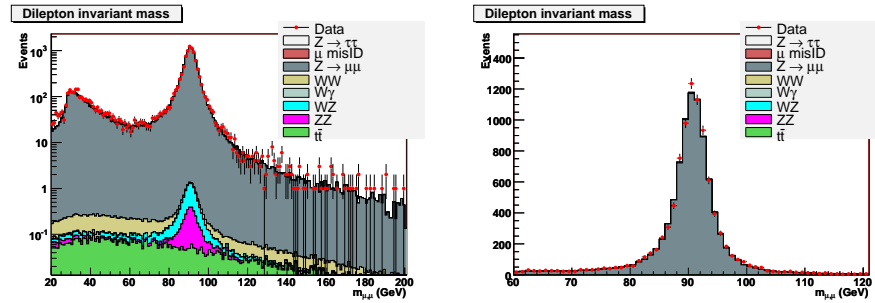 Dilepton invariant mass
Events
10³
10²
10
1
10⁻¹
20 40 60 80 100 120 140 160 180 200
m_{μ,μ} (GeV)
Data
Z → ττ
μ misID
Z → μμ
WW
Wγ
WZ
ZZ
tt̄
Dilepton invariant mass
Events
1400
1200
1000
800
600
400
200
0
60 70 80 90 100 110 120
m_{μ,μ} (GeV)
Data
Z → ττ
μ misID
Z → μμ
WW
Wγ
WZ
ZZ
tt̄